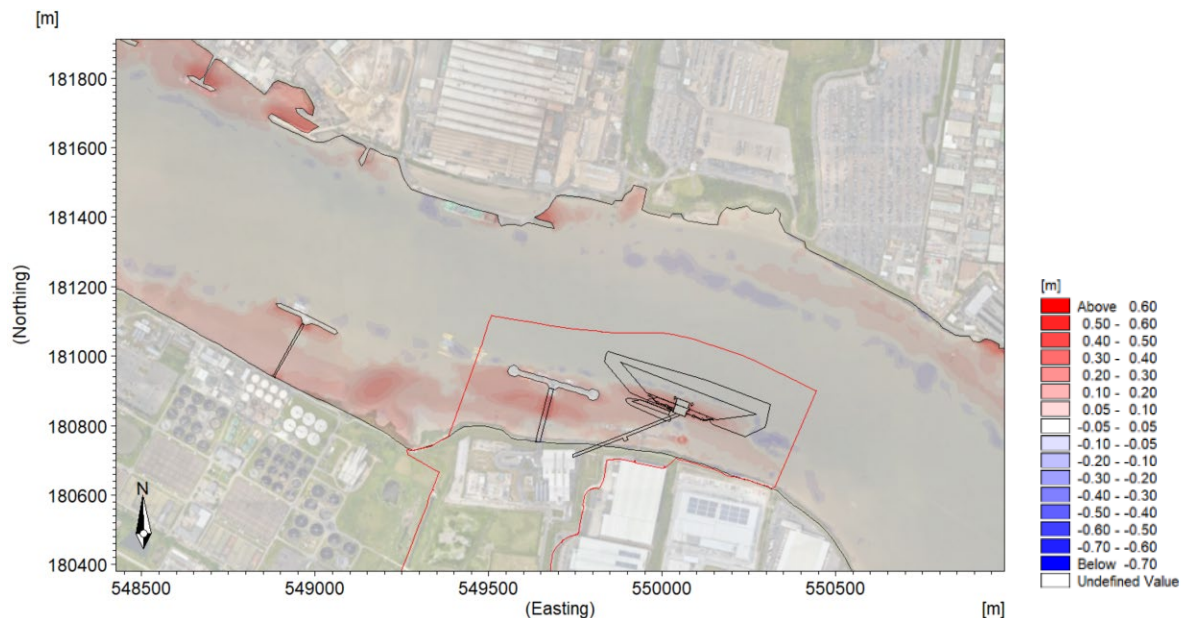 [m]
181800
181600
181400
181200
181000
180800
180600
180400
(Northing)
N
548500 549000 549500 550000 550500
(Easting) [m]
[m]
Above 0.60
0.50 - 0.60
0.40 - 0.50
0.30 - 0.40
0.20 - 0.30
0.10 - 0.20
0.05 - 0.10
-0.05 - 0.05
-0.10 - -0.05
-0.20 - -0.10
-0.30 - -0.20
-0.40 - -0.30
-0.50 - -0.40
-0.60 - -0.50
-0.70 - -0.60
Below -0.70
Undefined Value